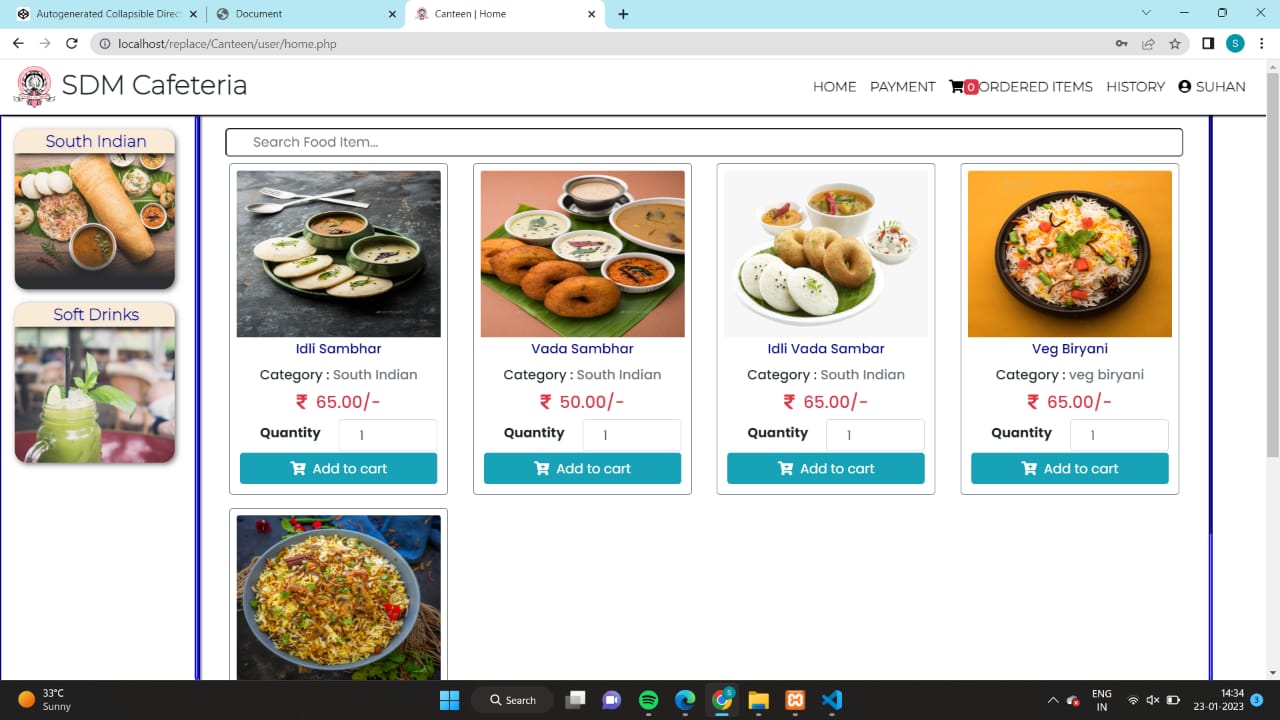 Autogenerated Collapsible Direc
Document
Canteen | Home
localhost/replace/Canteen/user/home.php
S
SDM Cafeteria
HOME
PAYMENT
0
ORDERED ITEMS
HISTORY
SUHAN
South Indian
Soft Drinks
Search Food Item...
Idli Sambhar
Category : South Indian
₹ 65.00/-
Quantity 1
Add to cart
Vada Sambhar
Category : South Indian
₹ 50.00/-
Quantity 1
Add to cart
Idli Vada Sambar
Category : South Indian
₹ 65.00/-
Quantity 1
Add to cart
Veg Biryani
Category : veg biryani
₹ 65.00/-
Quantity 1
Add to cart
33°C
Sunny
Search
S
ENG
IN
14:34
23-01-2023
3